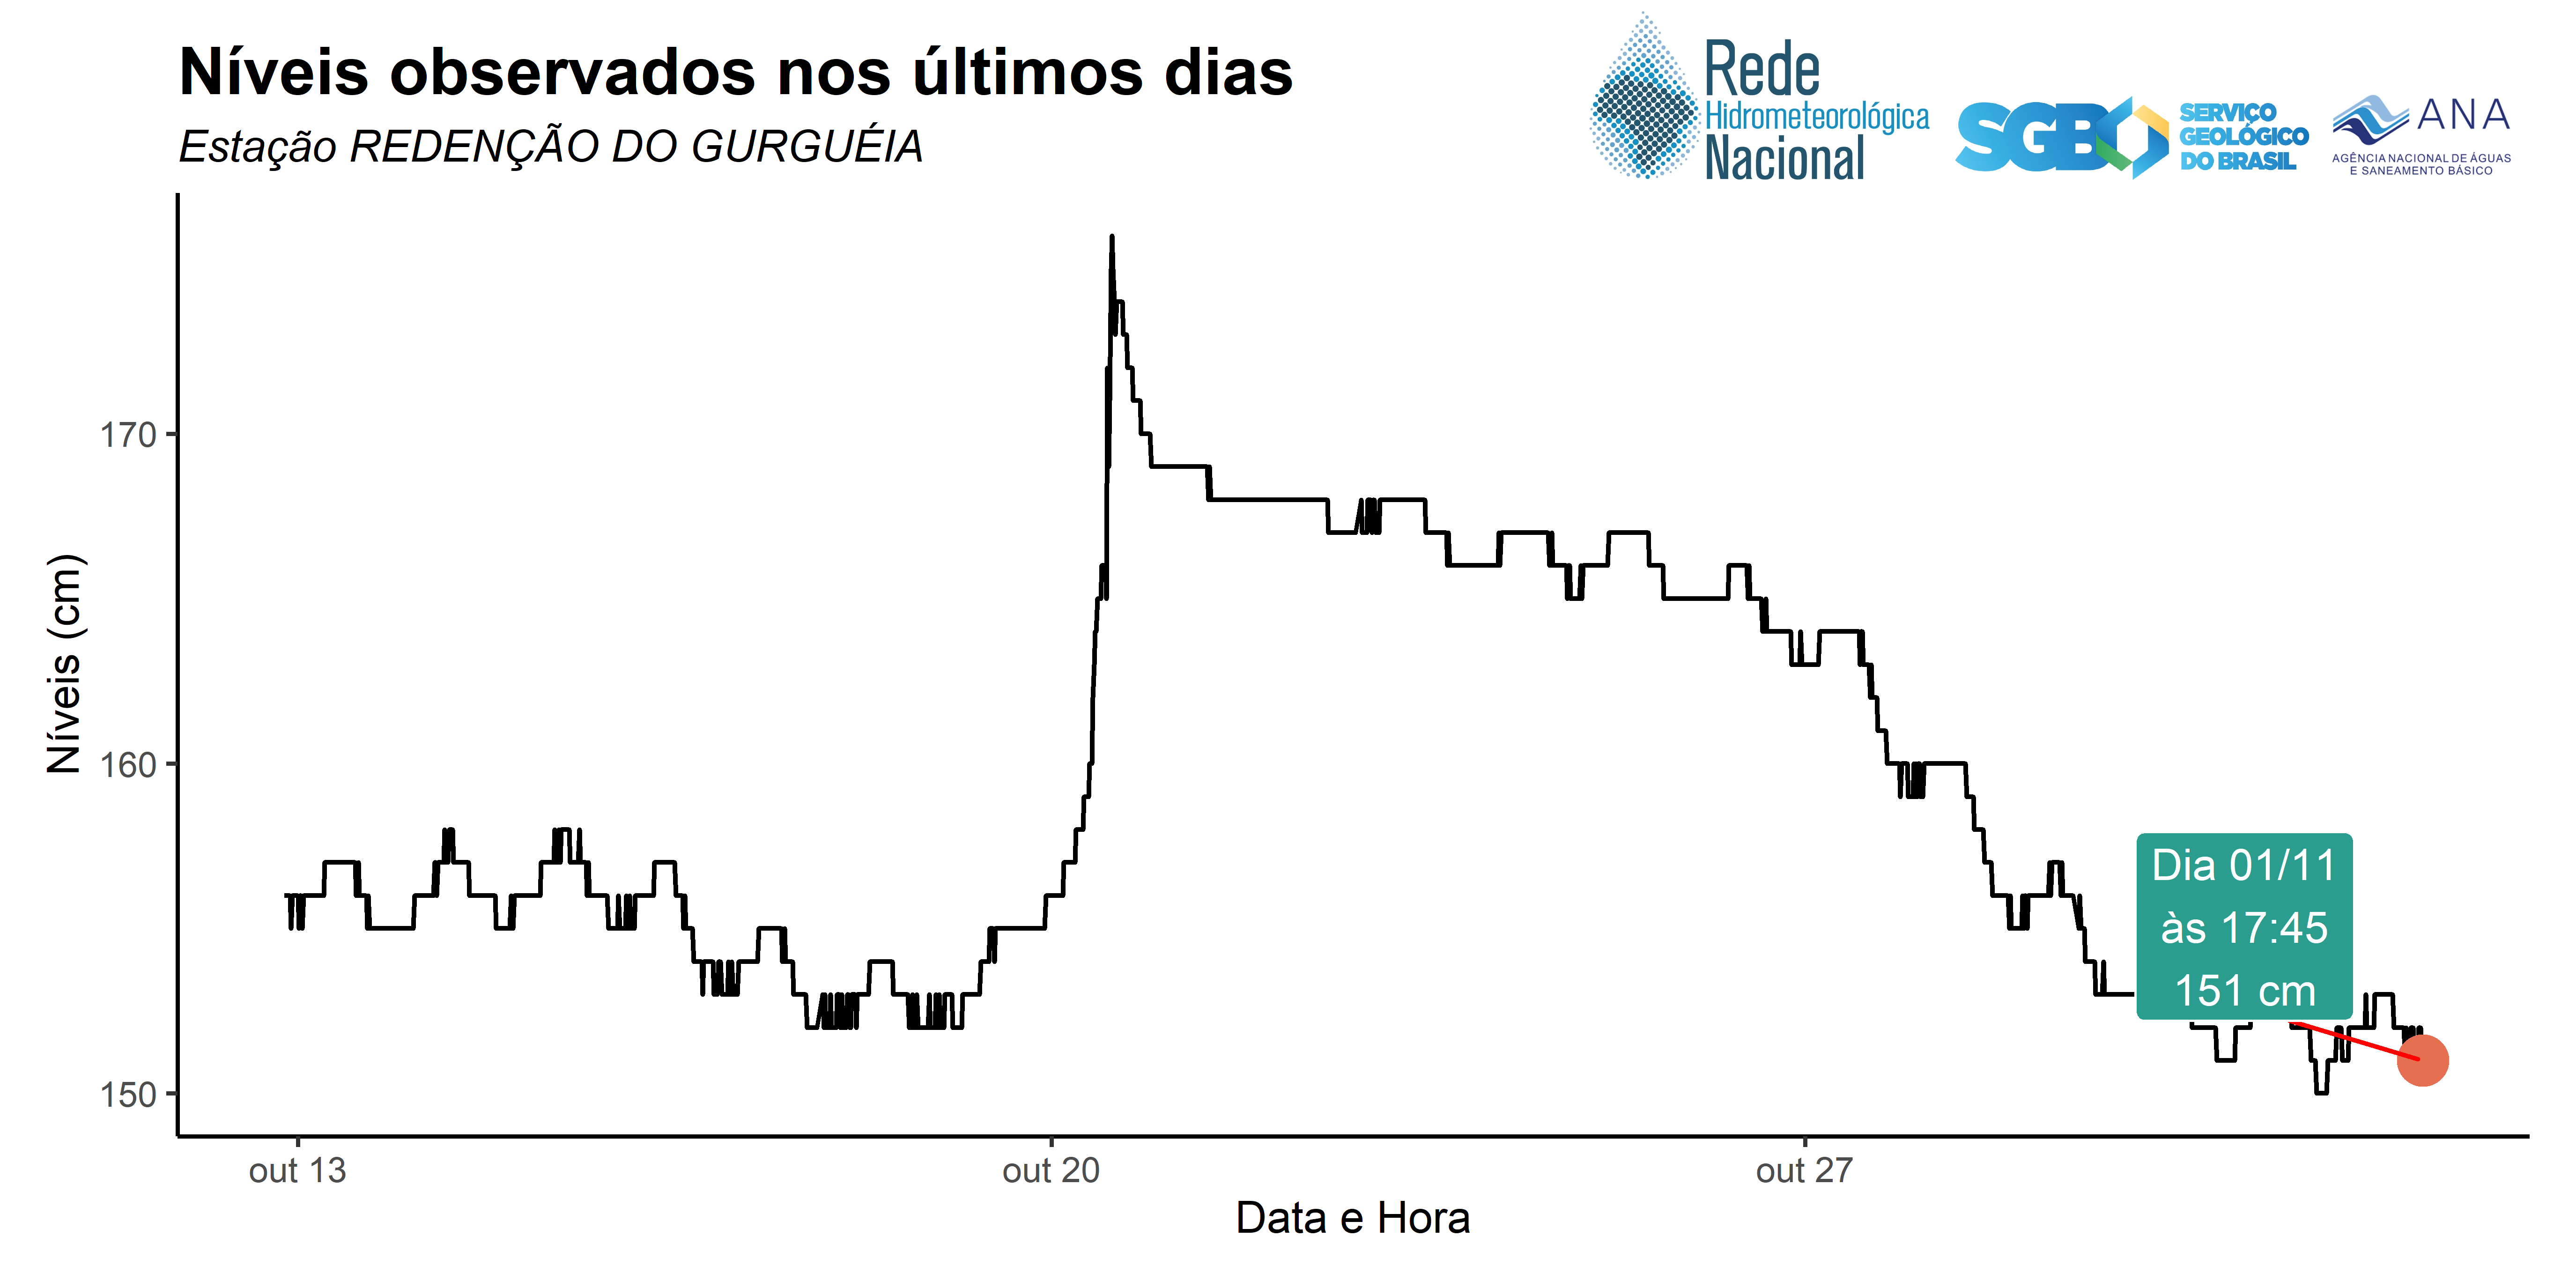 Níveis observados nos últimos dias
Estação REDENÇÃO DO GURGUÉIA
Rede
Hidrometeorológica
Nacional
SGB
SERVIÇO
GEOLÓGICO
DO BRASIL
ANA
AGÊNCIA NACIONAL DE ÁGUAS
E SANEAMENTO BÁSICO
Níveis (cm)
170
160
150
Dia 01/11
às 17:45
151 cm
out 13
out 20
out 27
Data e Hora